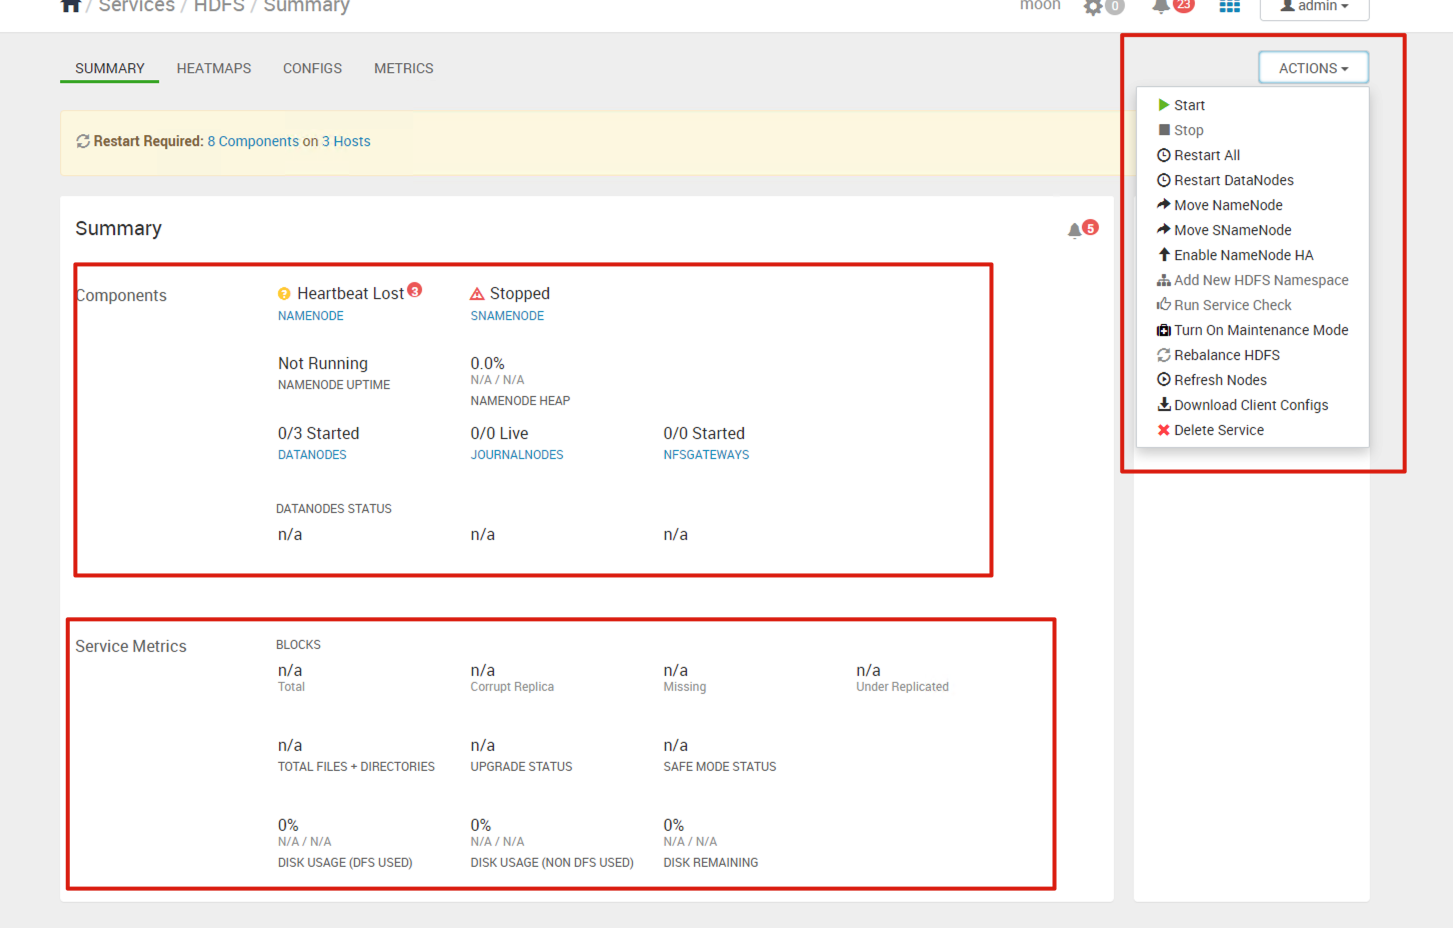 / Services / HDFS / Summary
moon 0 23 admin
SUMMARY HEATMAPS CONFIGS METRICS
ACTIONS
Start
Stop
Restart All
Restart DataNodes
Move NameNode
Move SNameNode
Enable NameNode HA
Add New HDFS Namespace
Run Service Check
Turn On Maintenance Mode
Rebalance HDFS
Refresh Nodes
Download Client Configs
Delete Service
Restart Required: 8 Components on 3 Hosts
Summary
5
Components
Heartbeat Lost 3
NAMENODE
Stopped
SNAMENODE
Not Running
NAMENODE UPTIME
0.0%
N/A / N/A
NAMENODE HEAP
0/3 Started
DATANODES
0/0 Live
JOURNALNODES
0/0 Started
NFSGATEWAYS
DATANODES STATUS
n/a n/a n/a
Service Metrics
BLOCKS
n/a
Total
n/a
Corrupt Replica
n/a
Missing
n/a
Under Replicated
n/a
TOTAL FILES + DIRECTORIES
n/a
UPGRADE STATUS
n/a
SAFE MODE STATUS
0%
N/A / N/A
DISK USAGE (DFS USED)
0%
N/A / N/A
DISK USAGE (NON DFS USED)
0%
N/A / N/A
DISK REMAINING